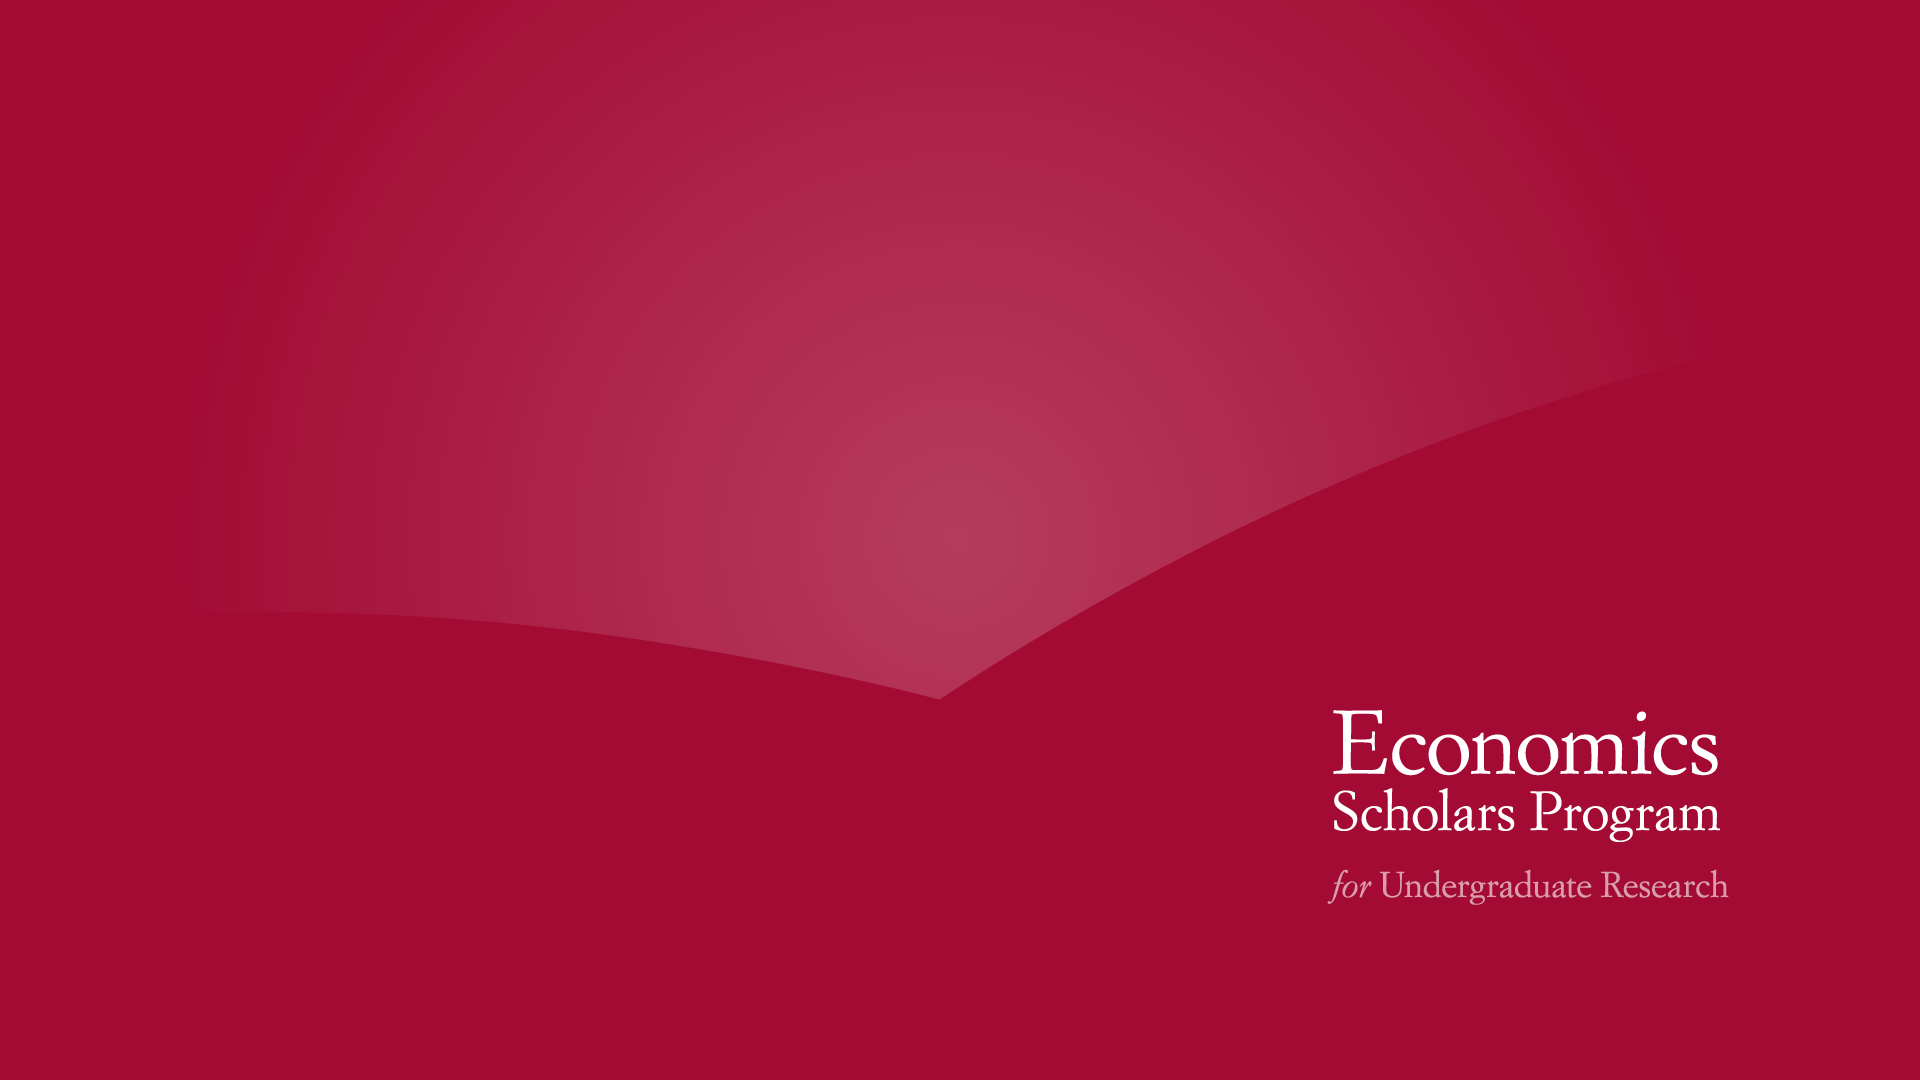 Economics
Scholars Program
for Undergraduate Research